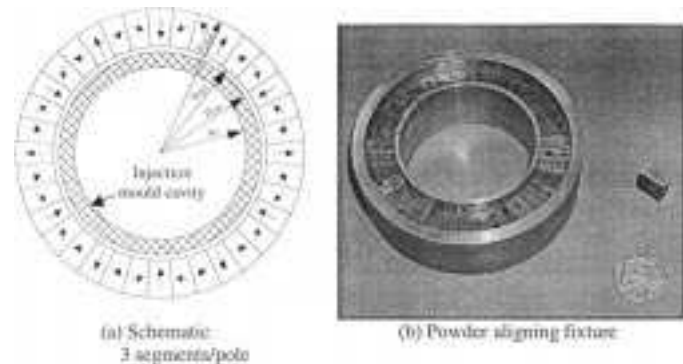 Injection
mould cavity
(a) Schematic
3 segments/pole
(b) Powder aligning fixture